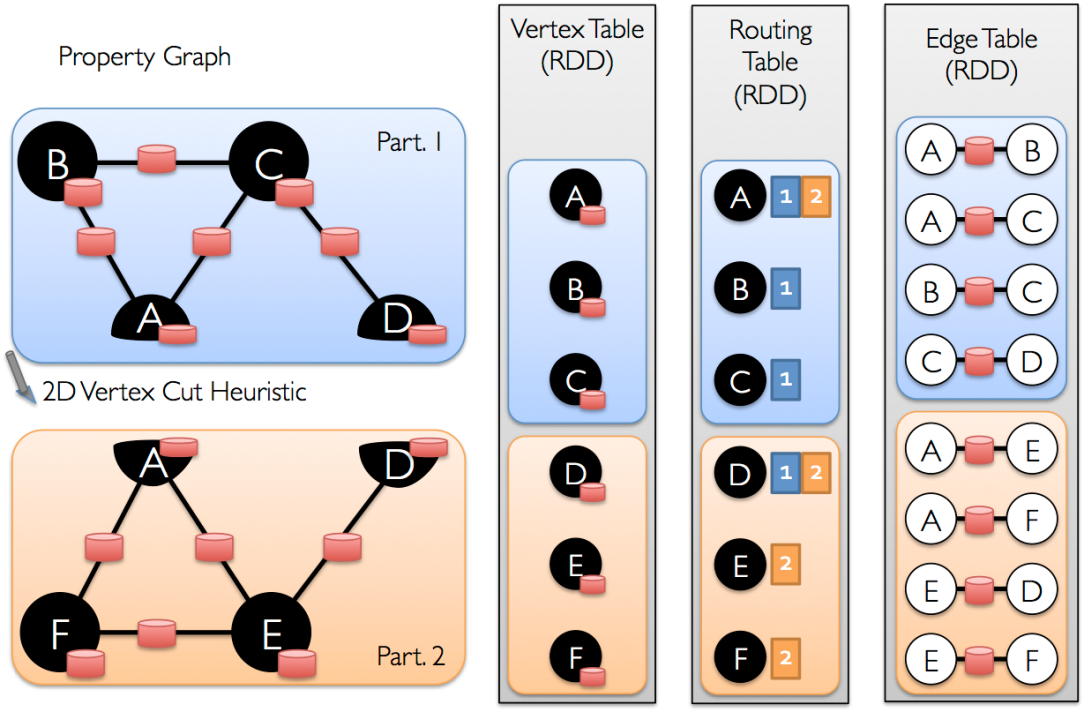 Property Graph
Part. 1
B
C
A
D
2D Vertex Cut Heuristic
A
D
F
E
Part. 2
Vertex Table
(RDD)
A
B
C
D
E
F
Routing
Table
(RDD)
A 1 2
B 1
C 1
D 1 2
E 2
F 2
Edge Table
(RDD)
A B
A C
B C
C D
A E
A F
E D
E F